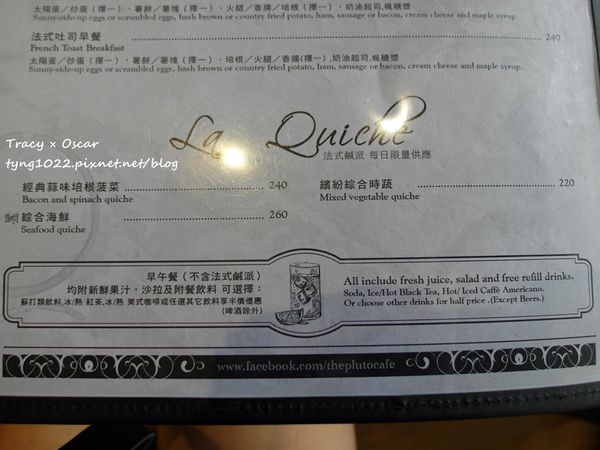 太陽蛋／炒蛋（擇一），薯餅／薯塊（擇一），火腿／香腸／培根（擇一），奶油起司，楓糖漿
Sunny-side-up eggs or scrambled eggs, hash brown or country fried potato, ham, sausage or bacon, cream cheese and maple syrup.
法式吐司早餐 240
French Toast Breakfast
太陽蛋／炒蛋（擇一），薯餅／薯塊（擇一），培根／火腿／香腸(擇一),奶油起司,楓糖漿
Sunny-side-up eggs or scrambled eggs, hash brown or country fried potato, ham, sausage or bacon, cream cheese and maple syrup.
Tracy × Oscar
tyng1022.pixnet.net/blog
La Quiche
法式鹹派 每日限量供應
經典蒜味培根菠菜 240
Bacon and spinach quiche
繽紛綜合時蔬 220
Mixed vegetable quiche
綜合海鮮 260
Seafood quiche
早午餐（不含法式鹹派）
均附新鮮果汁，沙拉及附餐飲料 可選擇:
蘇打類飲料,冰/熱 紅茶,冰/熱 美式咖啡或任選其它飲料享半價優惠
(啤酒除外)
All include fresh juice, salad and free refill drinks.
Soda, Ice/Hot Black Tea, Hot/ Iced Caffè Americano.
Or choose other drinks for half price .(Except Beers.)
www.facebook.com/theplutocafe